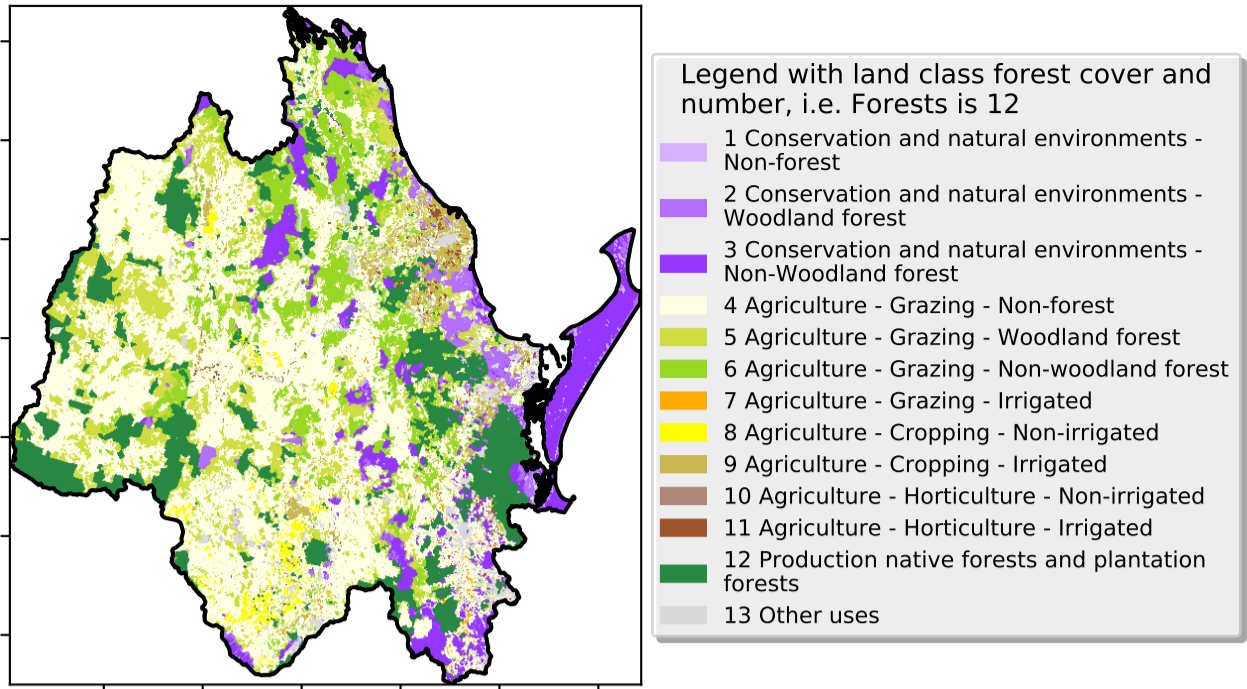 Legend with land class forest cover and
number, i.e. Forests is 12
1 Conservation and natural environments -
Non-forest
2 Conservation and natural environments -
Woodland forest
3 Conservation and natural environments -
Non-Woodland forest
4 Agriculture - Grazing - Non-forest
5 Agriculture - Grazing - Woodland forest
6 Agriculture - Grazing - Non-woodland forest
7 Agriculture - Grazing - Irrigated
8 Agriculture - Cropping - Non-irrigated
9 Agriculture - Cropping - Irrigated
10 Agriculture - Horticulture - Non-irrigated
11 Agriculture - Horticulture - Irrigated
12 Production native forests and plantation
forests
13 Other uses